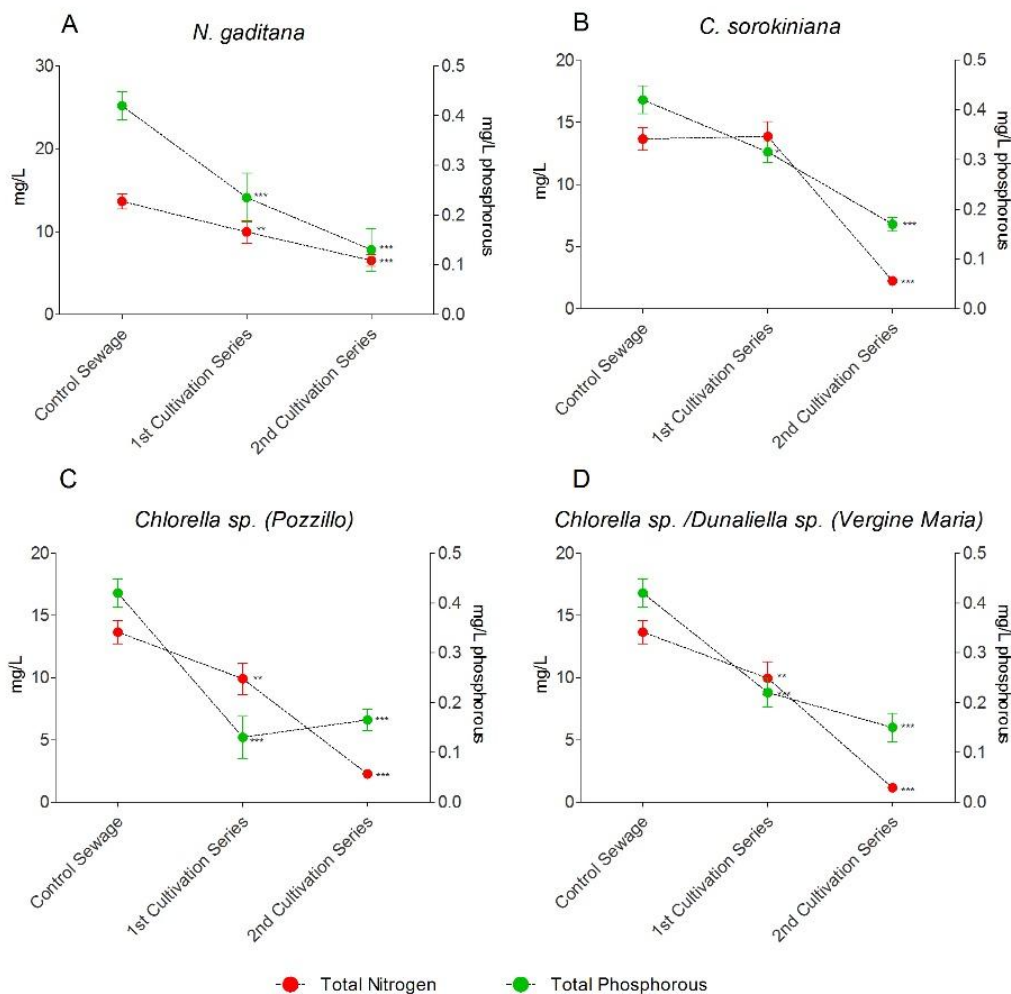 A
N. gaditana
30
20
10
0
mg/L
0.5
0.4
0.3
0.2
0.1
0.0
mg/L phosphorous
***
**
***
***
Control Sewage
1st Cultivation Series
2nd Cultivation Series
B
C. sorokiniana
20
15
10
5
0
mg/L
0.5
0.4
0.3
0.2
0.1
0.0
mg/L phosphorous
*
***
***
Control Sewage
1st Cultivation Series
2nd Cultivation Series
C
Chlorella sp. (Pozzillo)
20
15
10
5
0
mg/L
0.5
0.4
0.3
0.2
0.1
0.0
mg/L phosphorous
**
***
***
***
Control Sewage
1st Cultivation Series
2nd Cultivation Series
D
Chlorella sp. /Dunaliella sp. (Vergine Maria)
20
15
10
5
0
mg/L
0.5
0.4
0.3
0.2
0.1
0.0
mg/L phosphorous
**
***
***
***
Control Sewage
1st Cultivation Series
2nd Cultivation Series
Total Nitrogen
Total Phosphorous